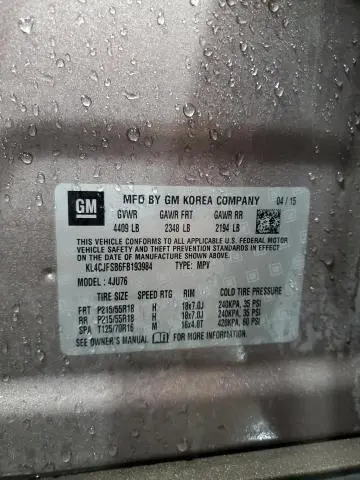 GM
MFD BY GM KOREA COMPANY 04/15
GVWR GAWR FRT GAWR RR
4409 LB 2348 LB 2194 LB
THIS VEHICLE CONFORMS TO ALL APPLICABLE U.S. FEDERAL MOTOR
VEHICLE SAFETY AND THEFT PREVENTION STANDARDS IN
EFFECT ON THE DATE OF MANUFACTURE SHOWN ABOVE.
KL4CJFSB6FB193984 TYPE: MPV
MODEL: 4JU76
TIRE SIZE SPEED RTG RIM COLD TIRE PRESSURE
FRT P215/55R18 H 18x7.0J 240KPA, 35 PSI
RR P215/55R18 H 18x7.0J 240KPA, 35 PSI
SPA T125/70R16 M 16x4.0T 420KPA, 60 PSI
SEE OWNER'S MANUAL FOR MORE INFORMATION.